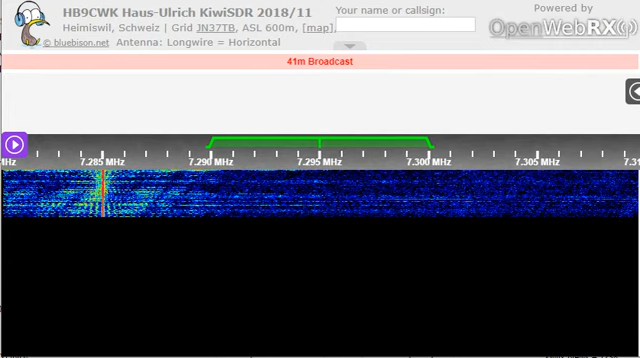 HB9CWK Haus-Ulrich KiwiSDR 2018/11
Heimiswil, Schweiz | Grid JN37TB, ASL 600m, [map]
© bluebison.net Antenna: Longwire = Horizontal
Your name or callsign:
Powered by
OpenWebRX
41m Broadcast
7.285 MHz 7.290 MHz 7.295 MHz 7.300 MHz 7.305 MHz